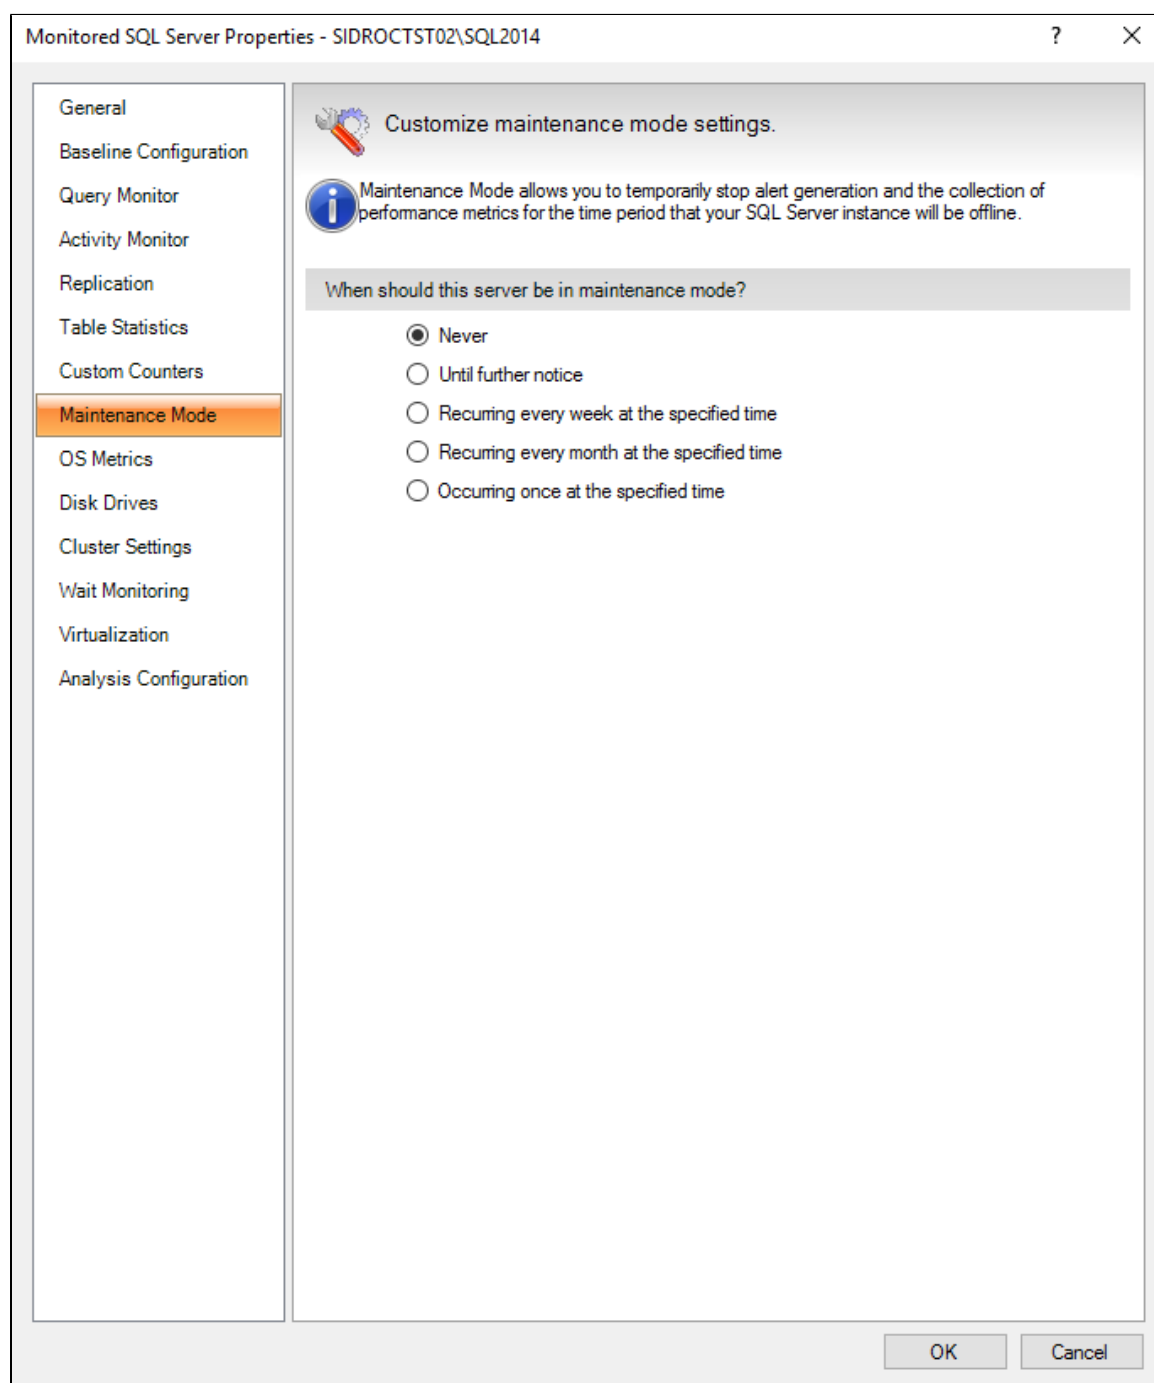 Monitored SQL Server Properties - SIDROCTST02\SQL2014
?
General
Baseline Configuration
Query Monitor
Activity Monitor
Replication
Table Statistics
Custom Counters
Maintenance Mode
OS Metrics
Disk Drives
Cluster Settings
Wait Monitoring
Virtualization
Analysis Configuration
Customize maintenance mode settings.
Maintenance Mode allows you to temporarily stop alert generation and the collection of
performance metrics for the time period that your SQL Server instance will be offline.
When should this server be in maintenance mode?
Never
Until further notice
Recurring every week at the specified time
Recurring every month at the specified time
Occurring once at the specified time
OK
Cancel